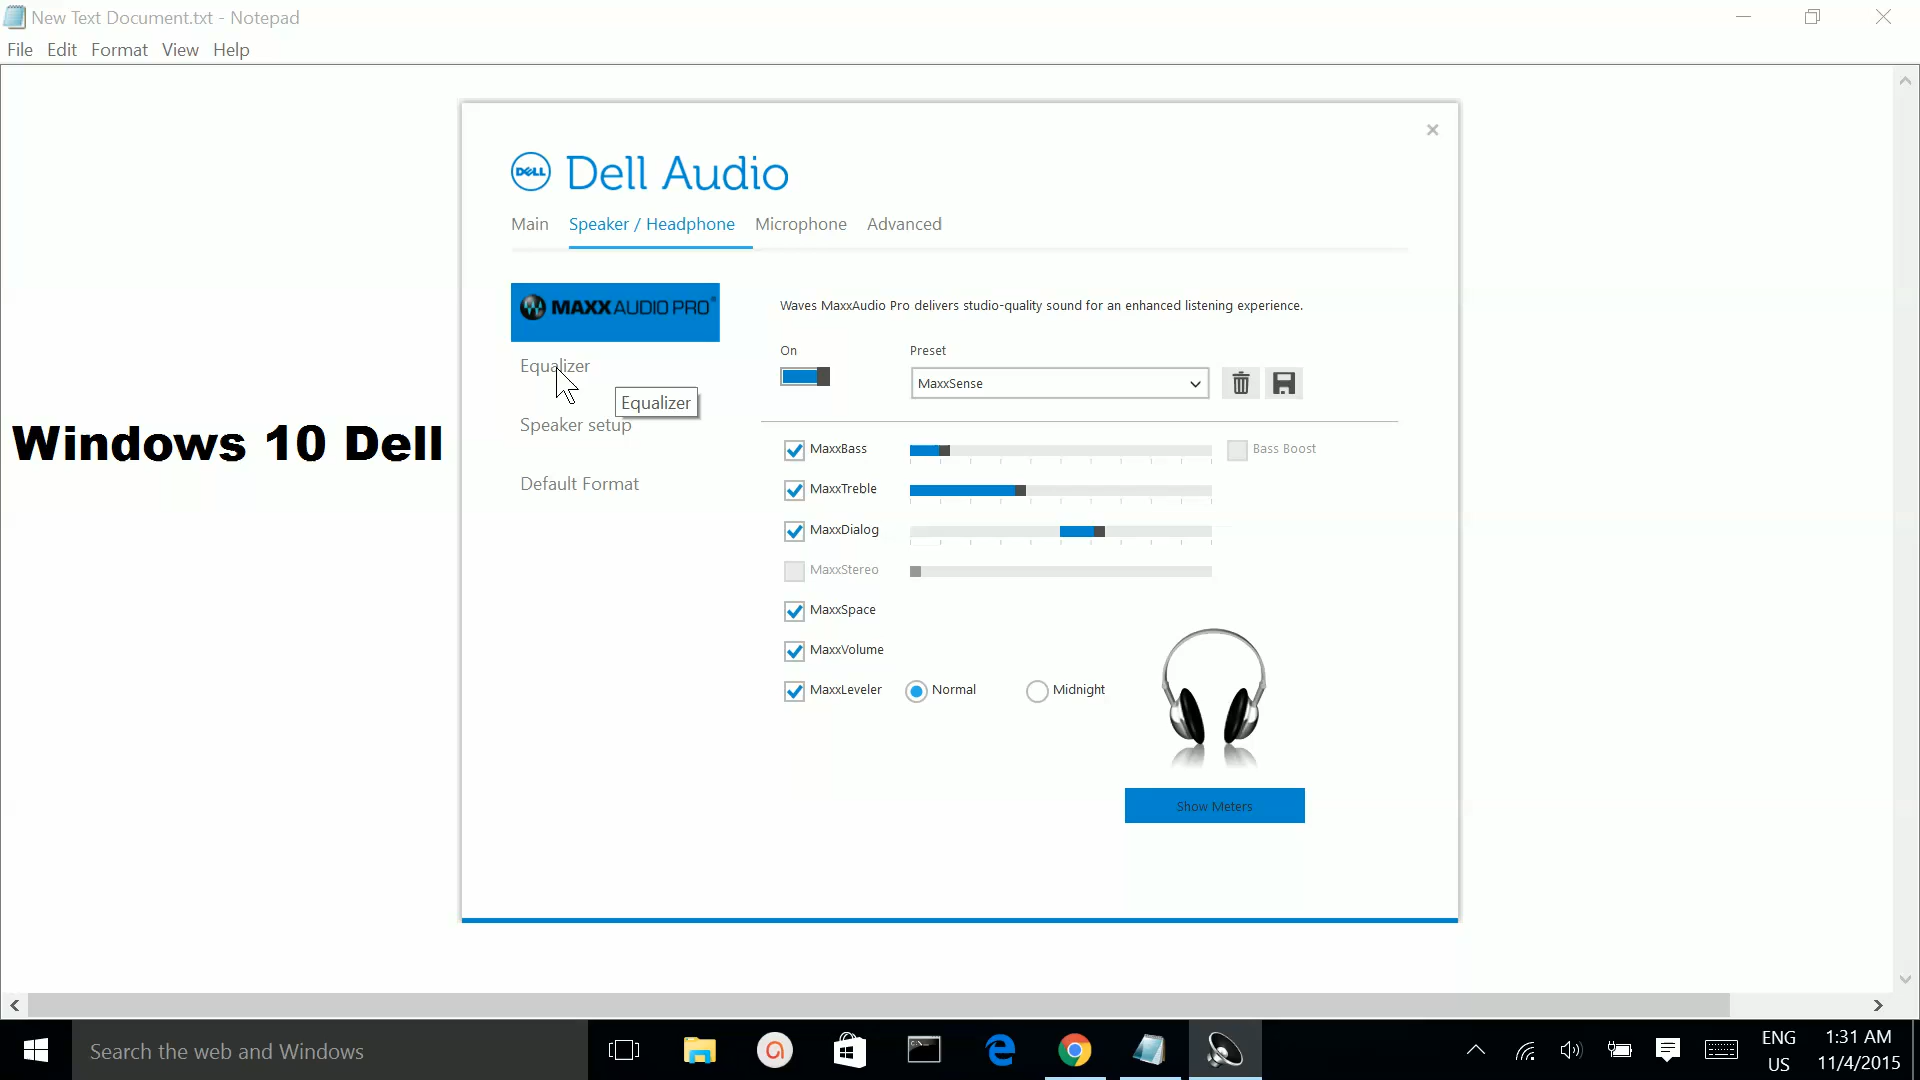 New Text Document.txt - Notepad
File Edit Format View Help
Windows 10 Dell
DELL Dell Audio
Main Speaker / Headphone Microphone Advanced
MAXXAUDIO PRO®
Equalizer
Equalizer
Speaker setup
Default Format
Waves MaxxAudio Pro delivers studio-quality sound for an enhanced listening experience.
On Preset
MaxxSense
MaxxBass Bass Boost
MaxxTreble
MaxxDialog
MaxxStereo
MaxxSpace
MaxxVolume
MaxxLeveler Normal Midnight
Show Meters
Search the web and Windows
ENG
US
1:31 AM
11/4/2015